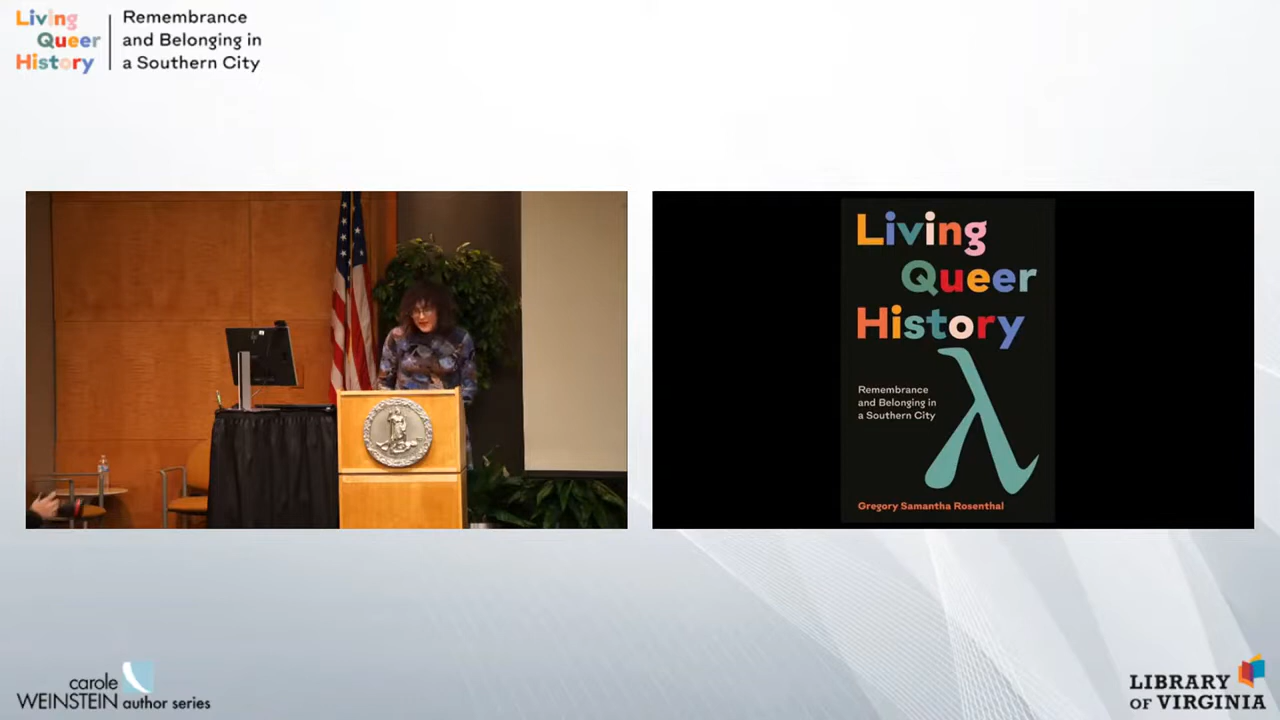 Living
Queer
History
Remembrance
and Belonging in
a Southern City
Living
Queer
History
Remembrance
and Belonging in
a Southern City
Gregory Samantha Rosenthal
carole
WEINSTEIN author series
LIBRARY
OF VIRGINIA